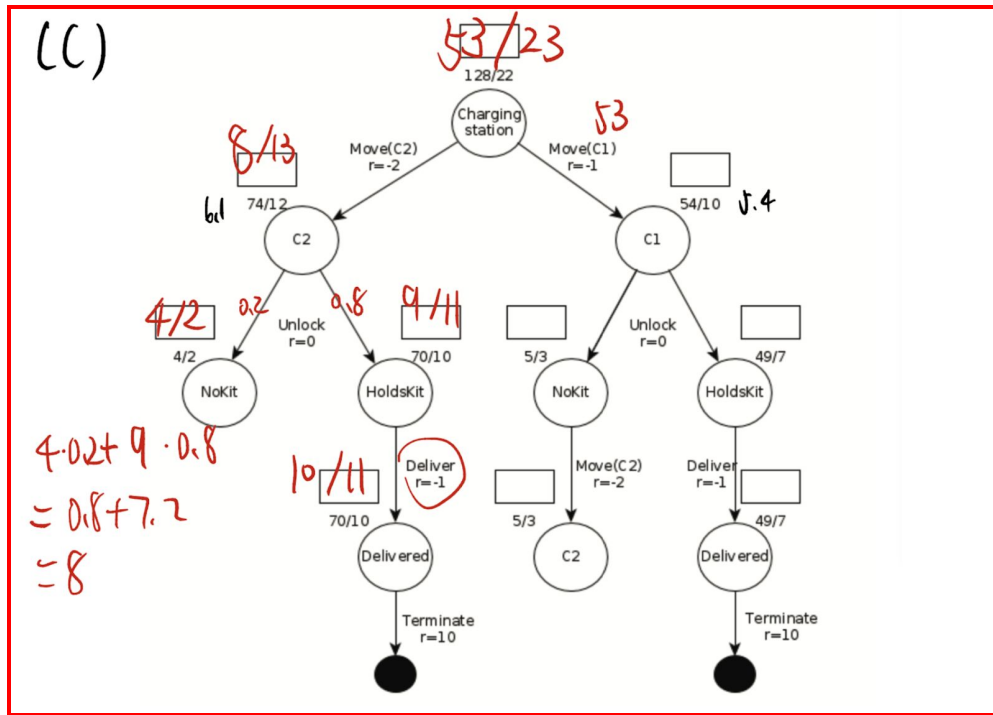 (C)
53/23
128/22
Charging
station
53
8/13
Move(C2)
r=-2
Move(C1)
r=-1
6.1
74/12
54/10
5.4
C2
C1
4/2
0.2
0.8
9/11
Unlock
r=0
Unlock
r=0
4/2
70/10
5/3
49/7
NoKit
HoldsKit
NoKit
HoldsKit
4·0.2+9·0.8
=0.8+7.2
=8
10/11
Deliver
r=-1
Move(C2)
r=-2
Deliver
r=-1
70/10
5/3
49/7
Delivered
C2
Delivered
Terminate
r=10
Terminate
r=10